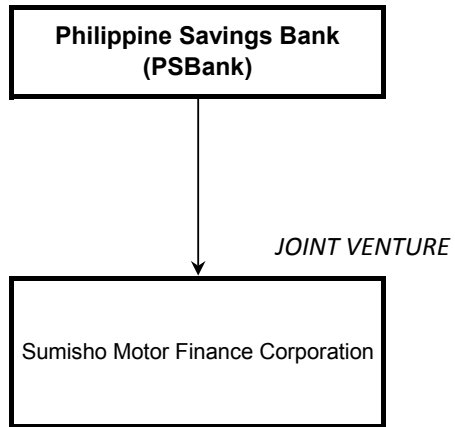 Philippine Savings Bank
(PSBank)
JOINT VENTURE
Sumisho Motor Finance Corporation